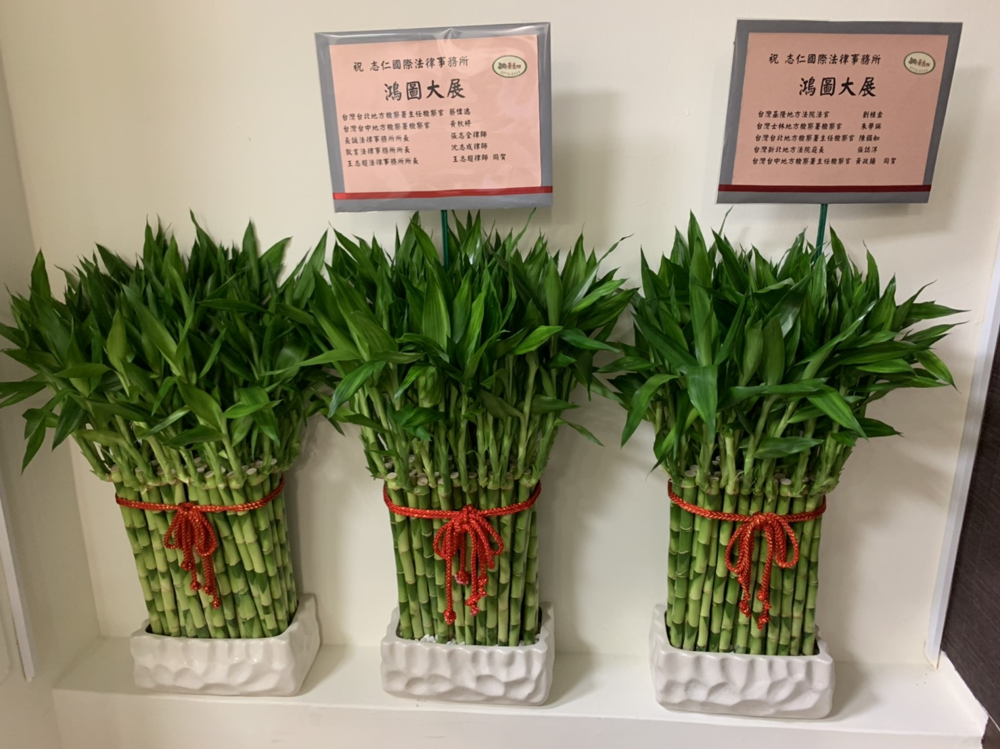 祝 志仁國際法律事務所
鴻圖大展
台灣台北地方檢察署主任檢察官 蔡偉逸
台灣台中地方檢察署檢察官 黃秋婷
長誠法律事務所所長 張志全律師
敦言法律事務所所長 沈志成律師
王志超法律事務所所長 王志超律師 同賀
祝 志仁國際法律事務所
鴻圖大展
台灣基隆地方法院法官 劉桂金
台灣士林地方檢察署檢察官 朱學瑛
台灣台北地方檢察署主任檢察官 陳韻如
台灣新北地方法院庭長 張誌洋
台灣台中地方檢察署主任檢察官 黃政揚 同賀